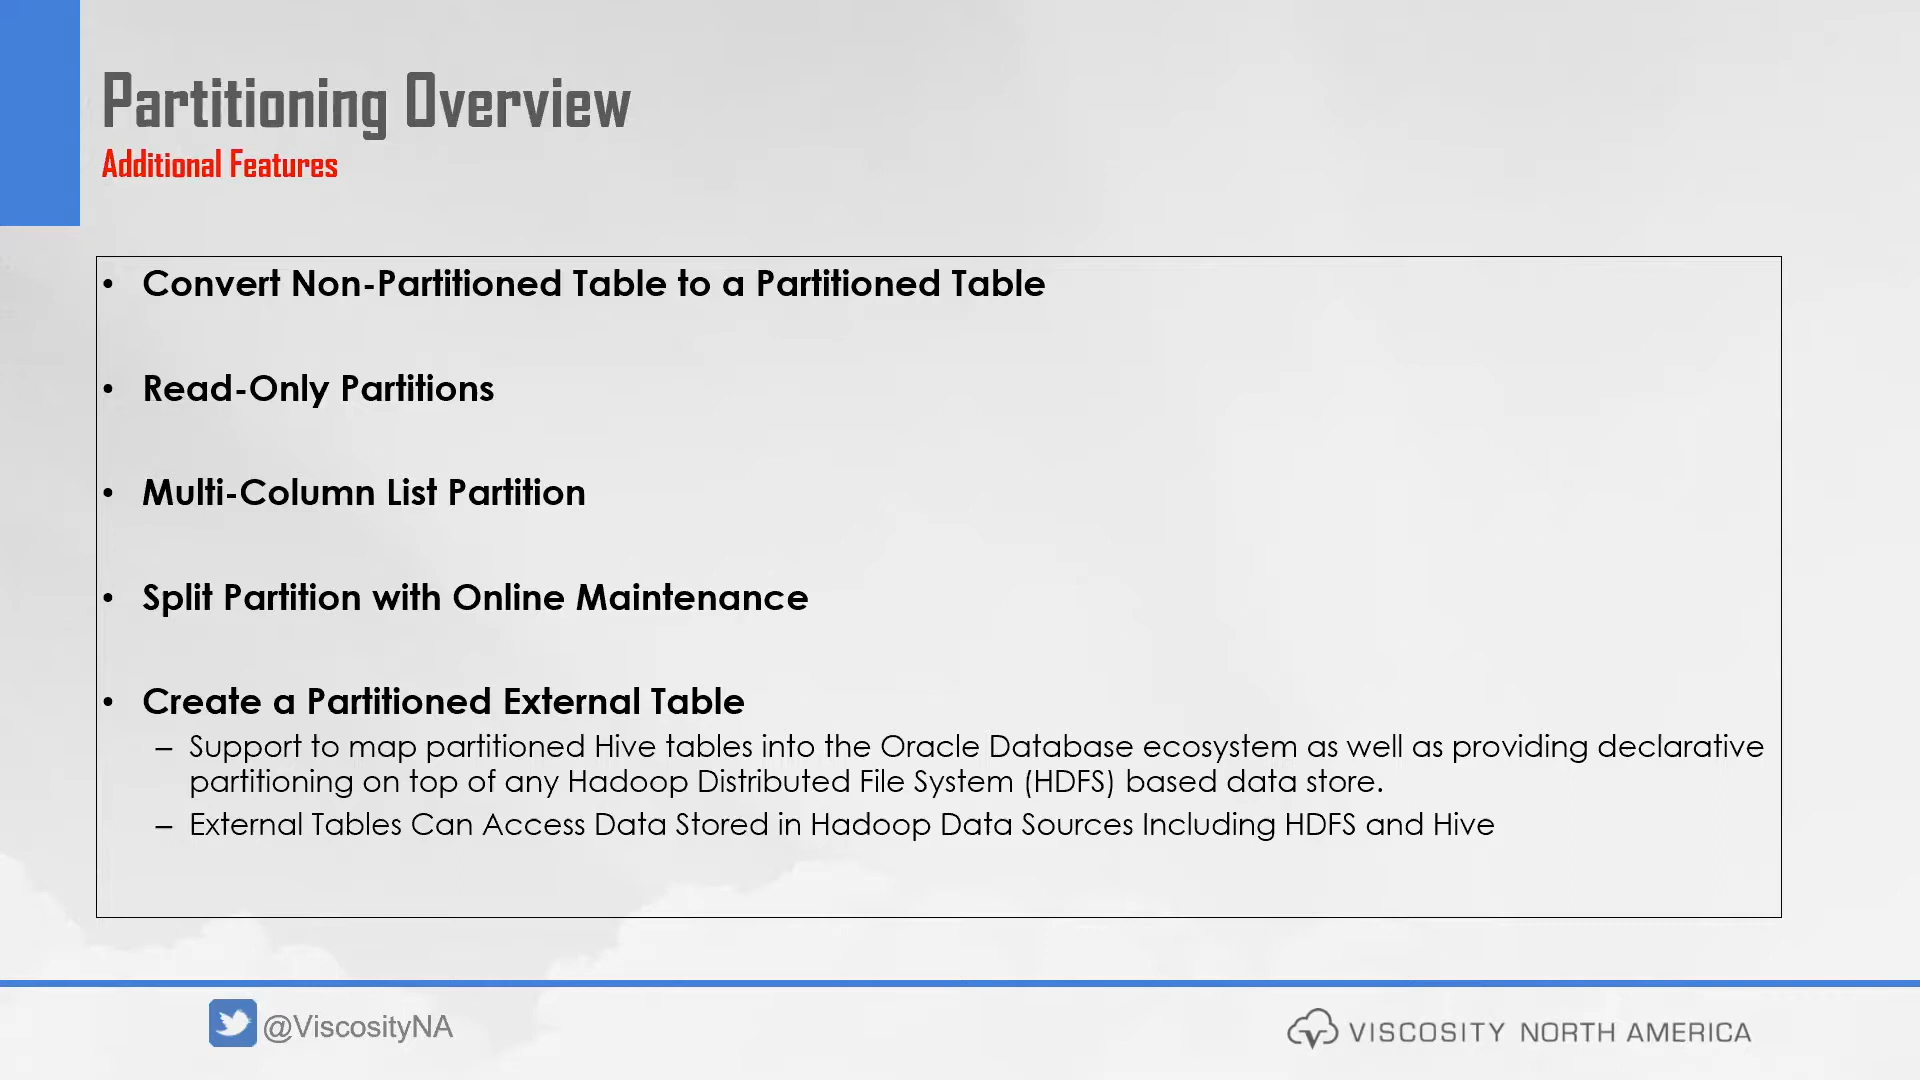 Partitioning Overview
Additional Features
• Convert Non-Partitioned Table to a Partitioned Table
• Read-Only Partitions
• Multi-Column List Partition
• Split Partition with Online Maintenance
• Create a Partitioned External Table
– Support to map partitioned Hive tables into the Oracle Database ecosystem as well as providing declarative
partitioning on top of any Hadoop Distributed File System (HDFS) based data store.
– External Tables Can Access Data Stored in Hadoop Data Sources Including HDFS and Hive
@ViscosityNA
VISCOSITY NORTH AMERICA